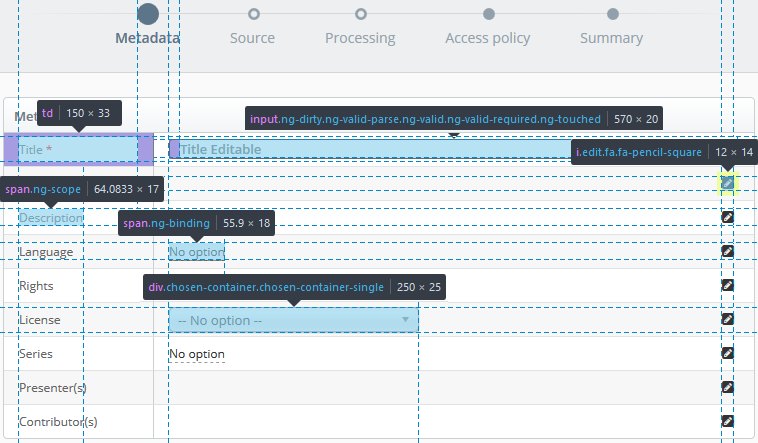 Metadata Source Processing Access policy Summary
Met
td 150 × 33
input.ng-dirty.ng-valid-parse.ng-valid.ng-valid-required.ng-touched 570 × 20
Title * Title Editable
i.edit.fa.fa-pencil-square 12 × 14
span.ng-scope 64.0833 × 17
Description
span.ng-binding 55.9 × 18
Language No option
Rights
div.chosen-container.chosen-container-single 250 × 25
License -- No option --
Series No option
Presenter(s)
Contributor(s)